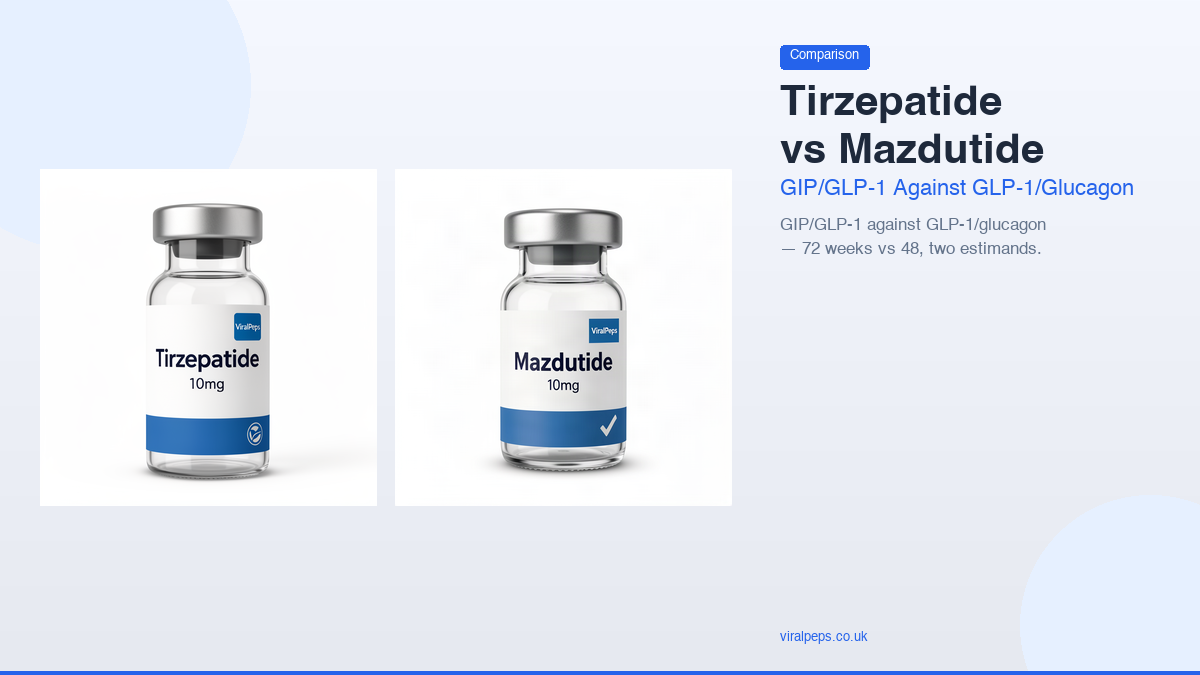 Comparison
Tirzepatide
vs Mazdutide
GIP/GLP-1 Against GLP-1/Glucagon
GIP/GLP-1 against GLP-1/glucagon
— 72 weeks vs 48, two estimands.
ViralPeps
Tirzepatide
10mg
ViralPeps
Mazdutide
10mg
viralpeps.co.uk